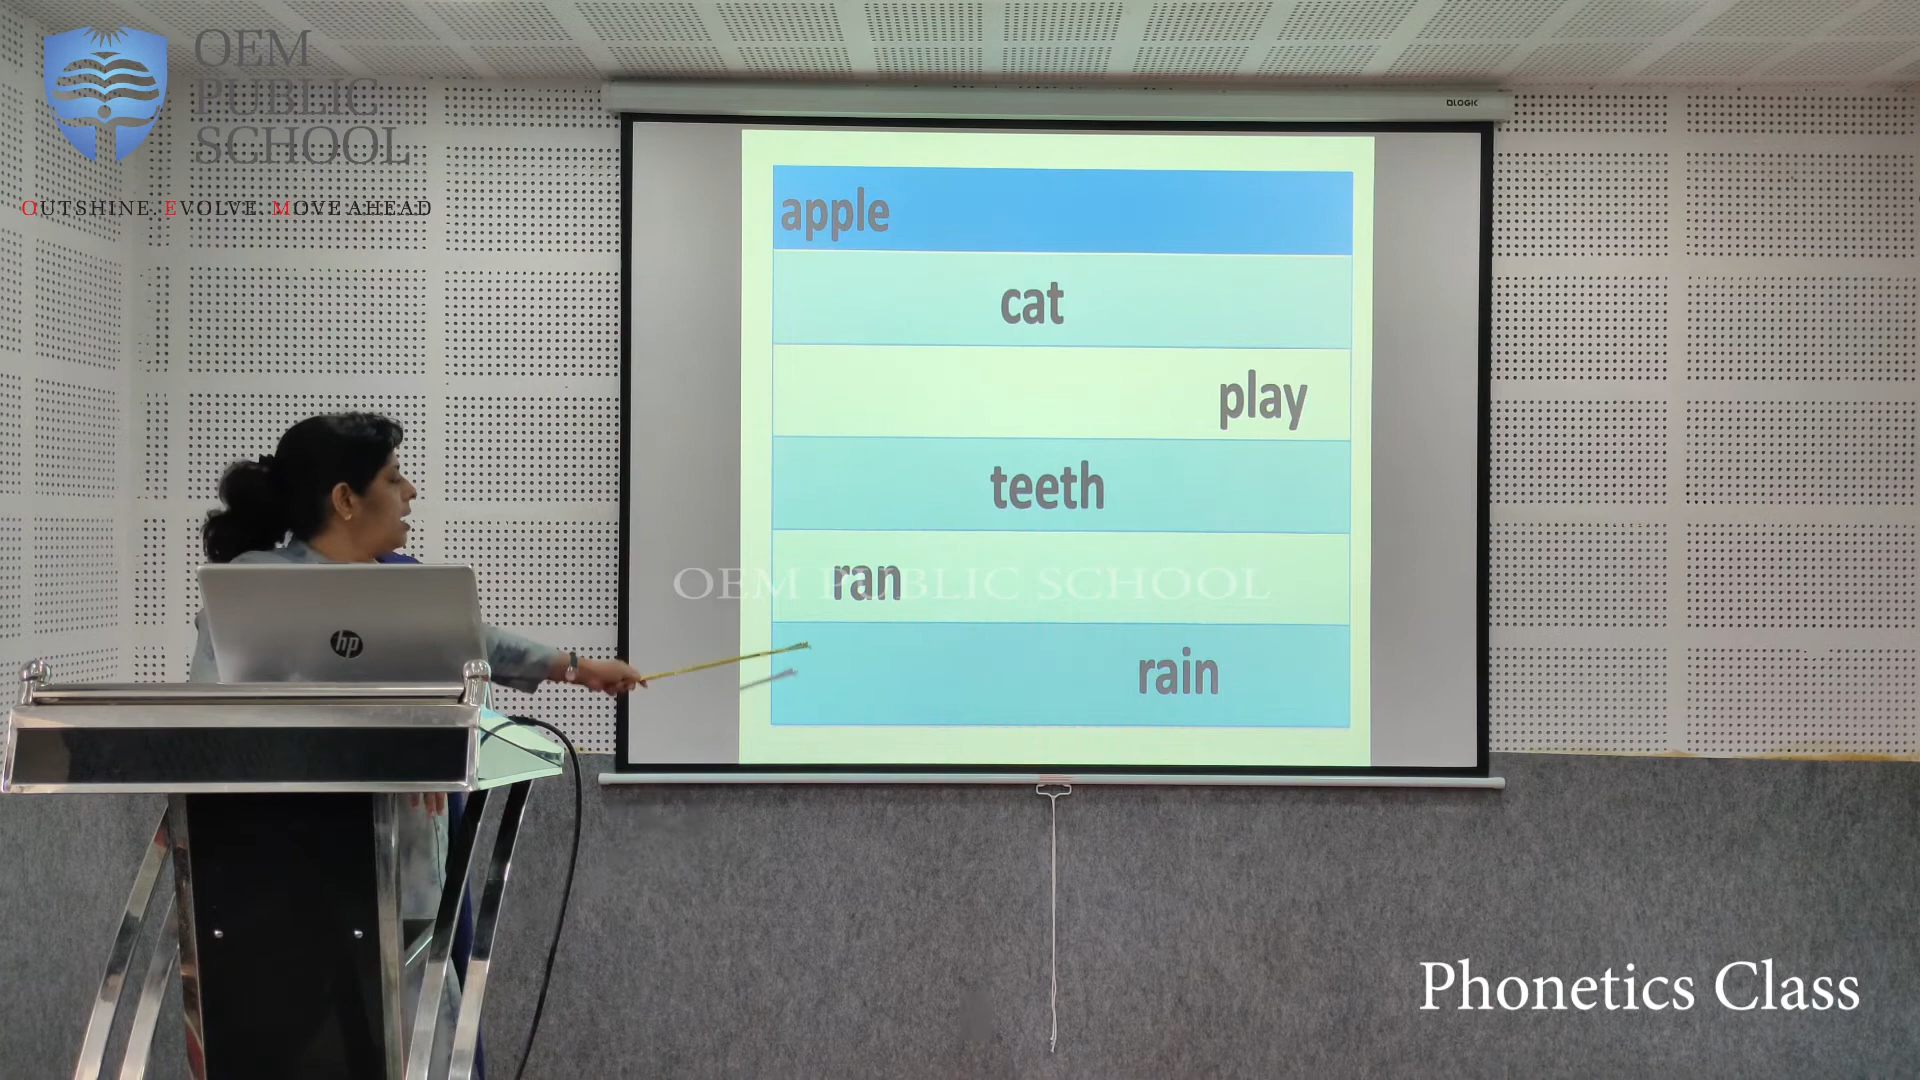 OEM
PUBLIC
SCHOOL
OUTSHINE. EVOLVE. MOVE AHEAD
QLOGIC
apple
cat
play
teeth
ran
OEM PUBLIC SCHOOL
rain
hp
Phonetics Class